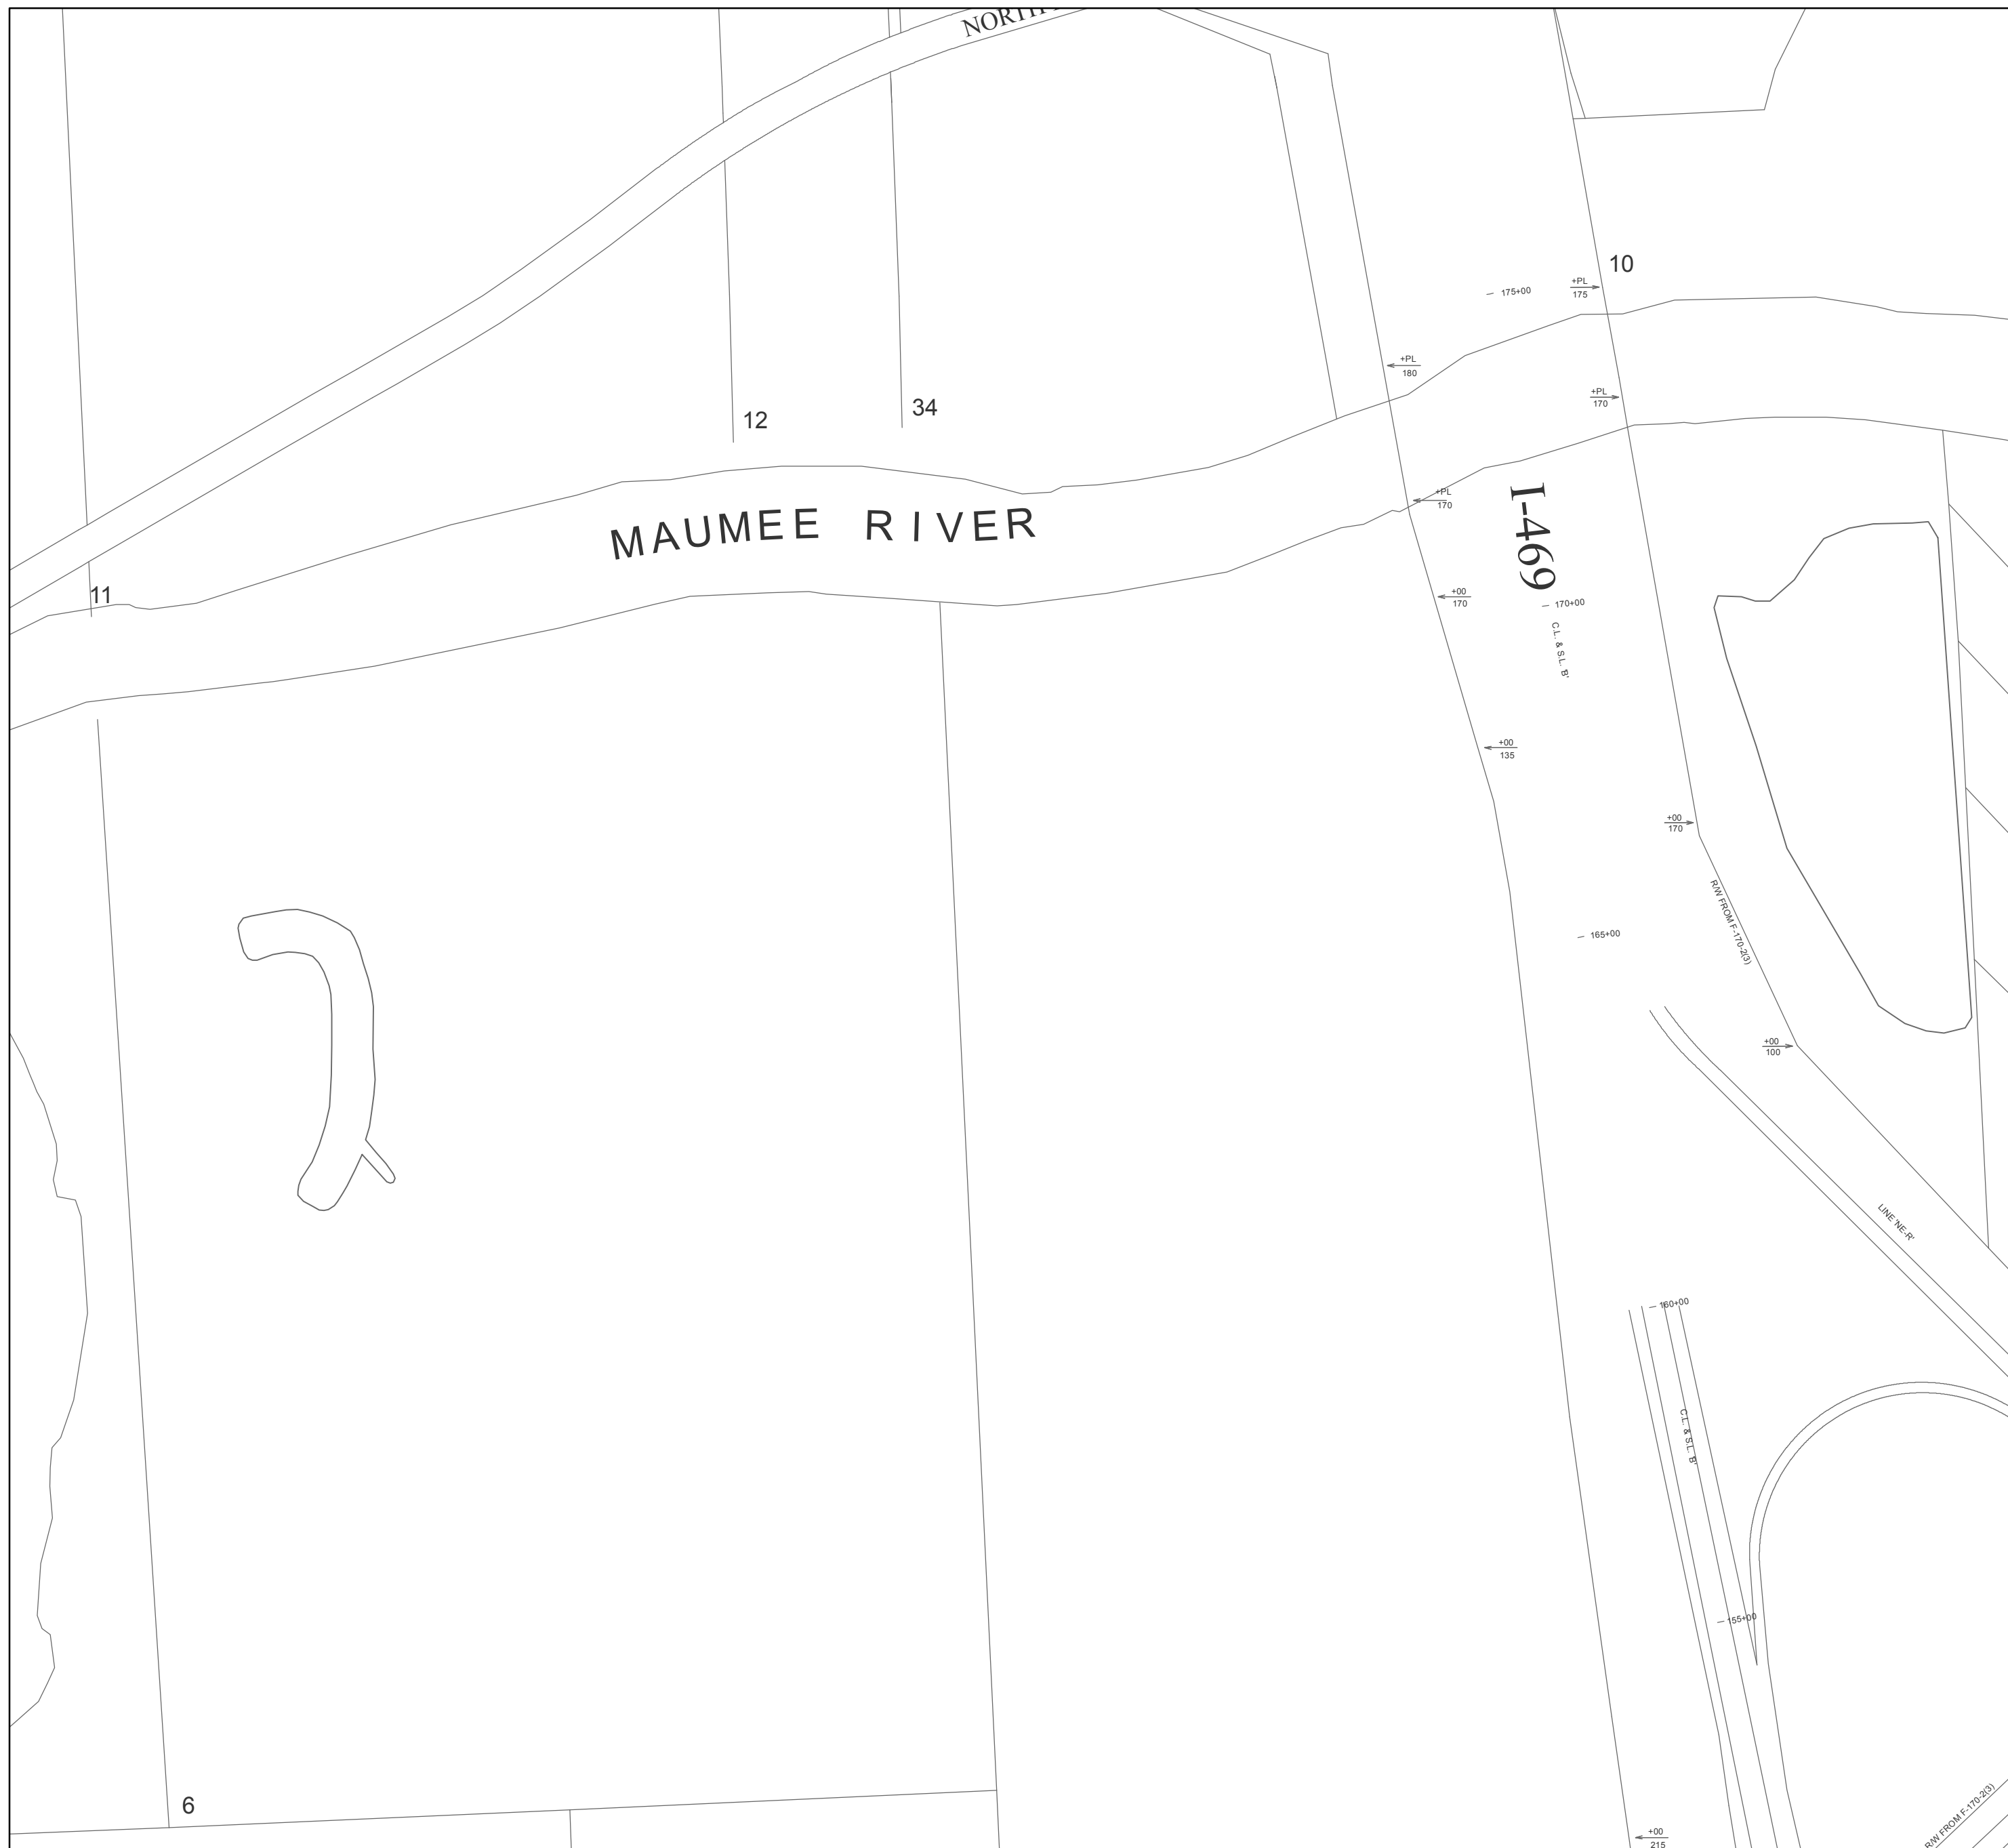 10
— 175+00
+PL
175
+PL
180
+PL
170
12
34
MAUMEE RIVER
+PL
170
I-469
11
+00
170
— 170+00
C.L. & S.L. 'B'
+00
135
+00
170
R/W FROM F-170-2(3)
— 165+00
+00
100
LINE 'NE-R'
— 160+00
C.L. & S.L. 'B'
— 155+00
6
R/W FROM F-170-2(3)
+00
215